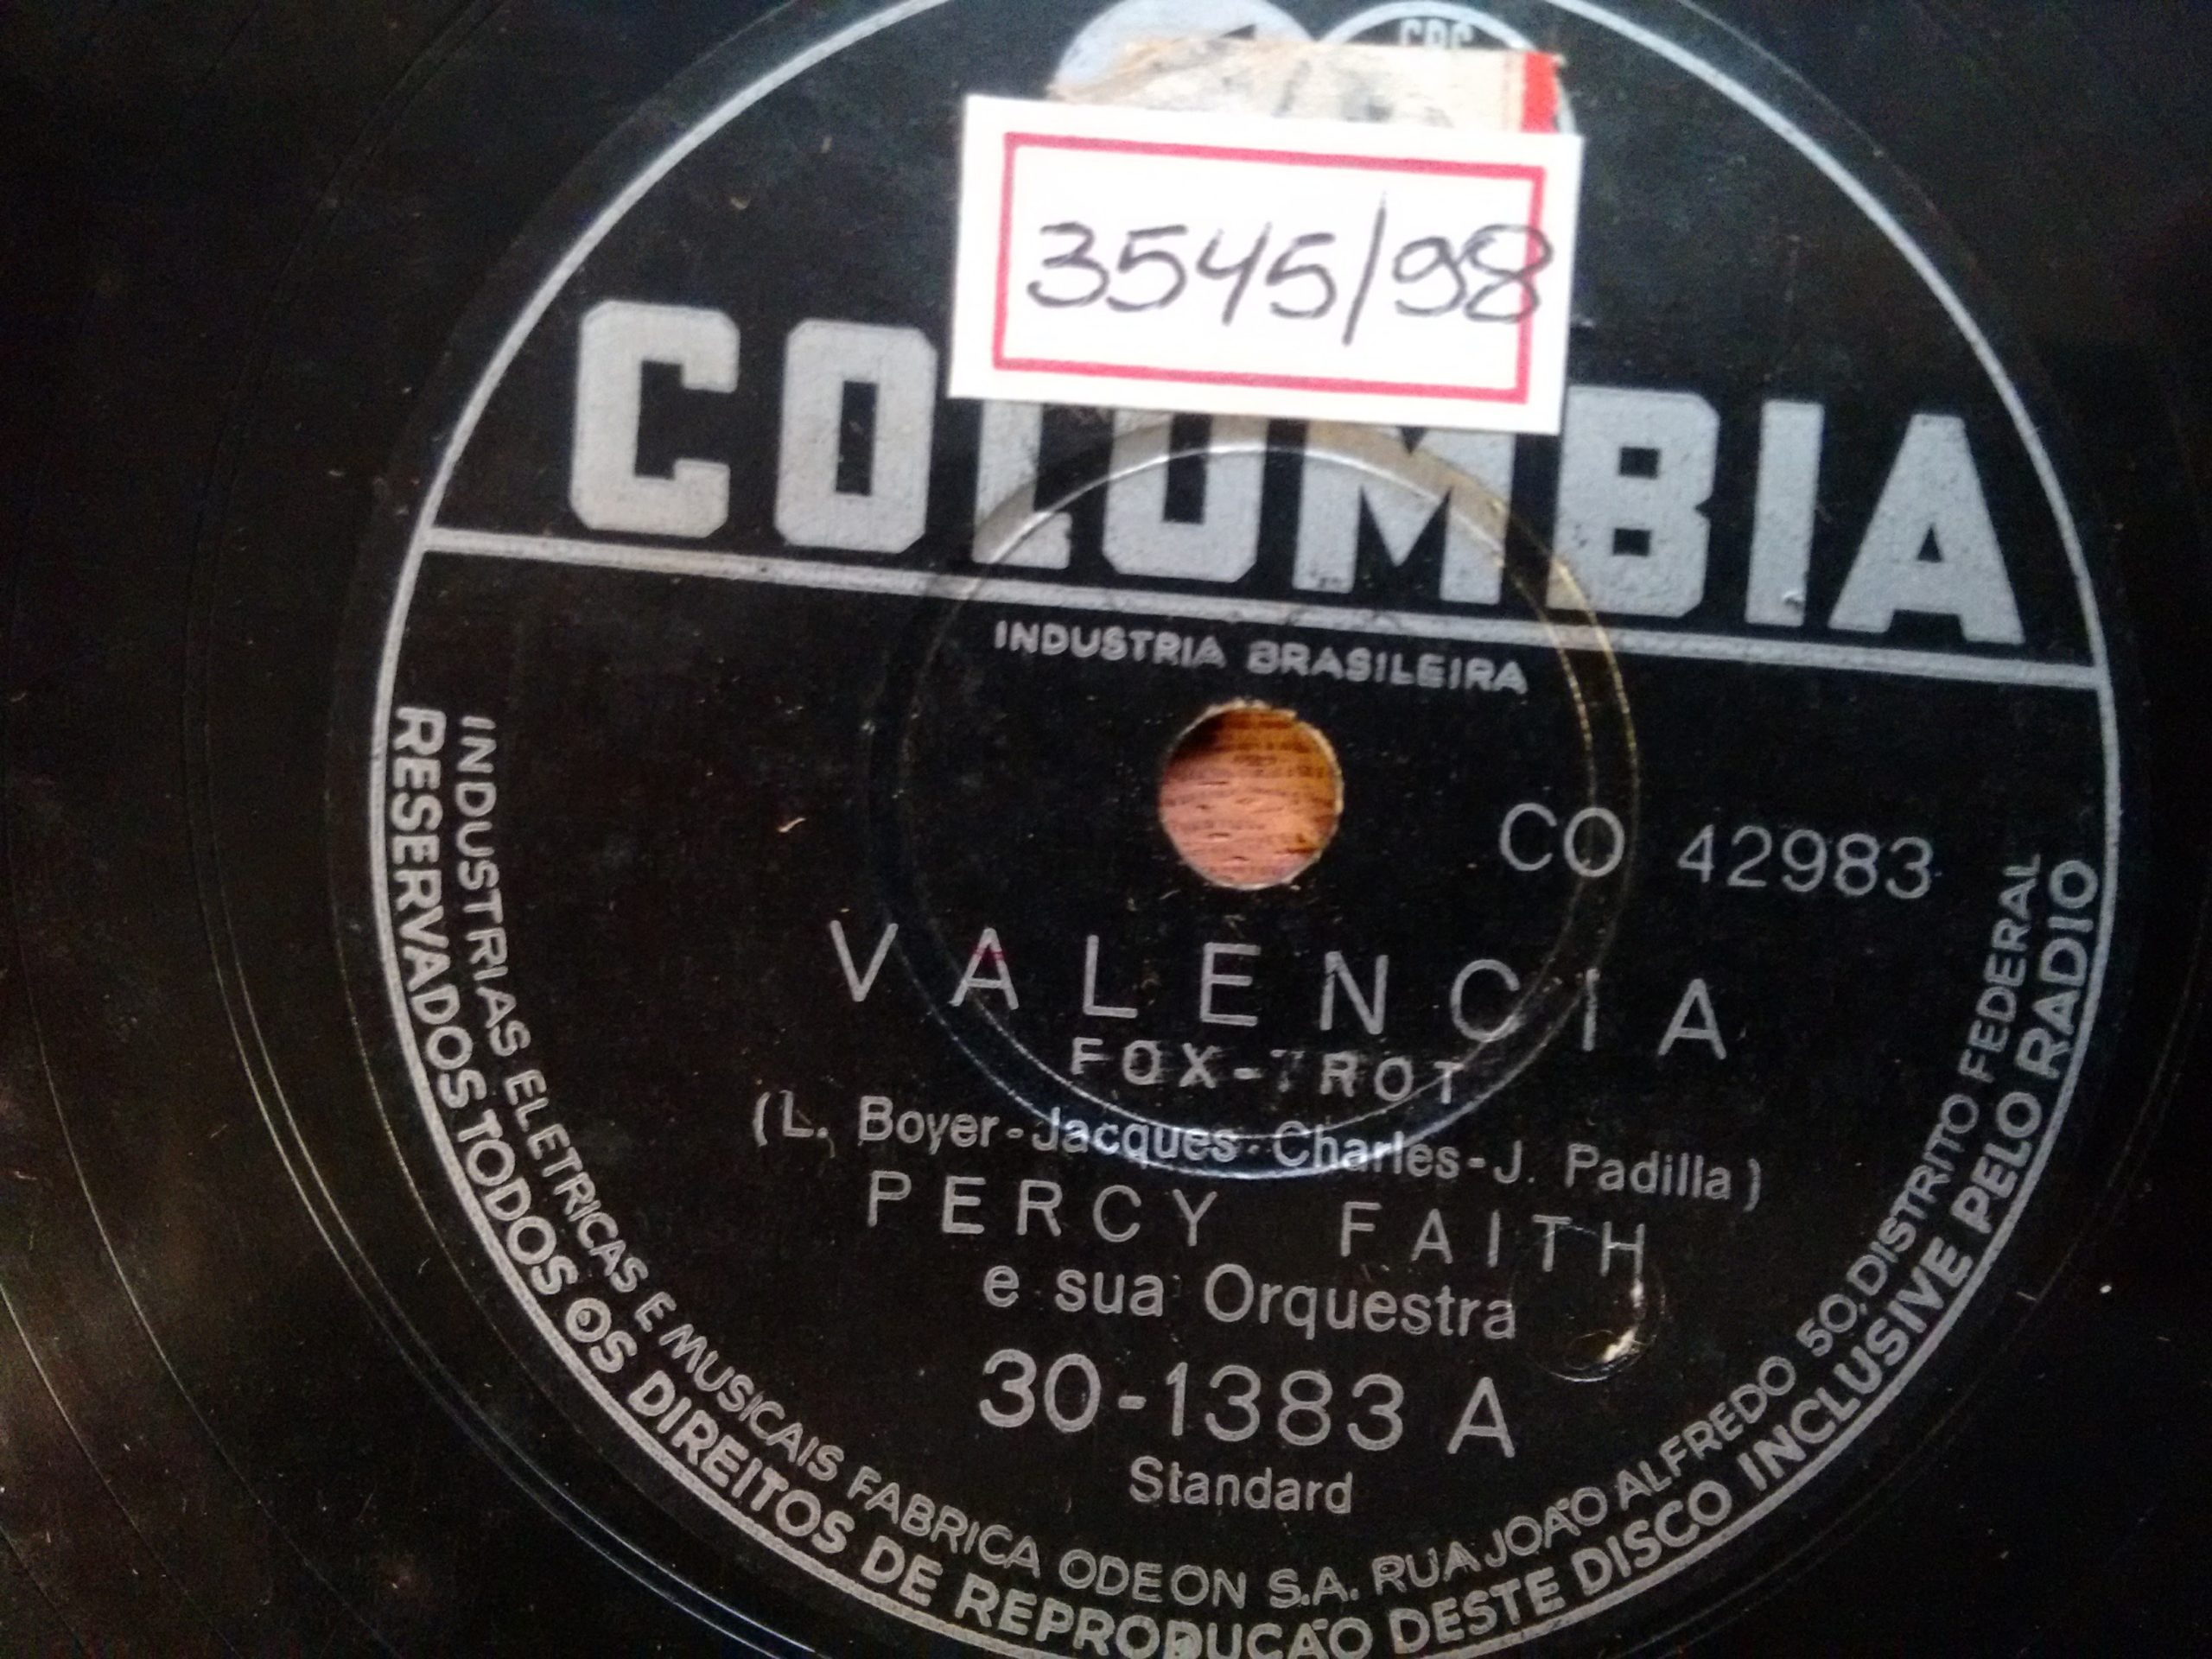 3545/98
COLUMBIA
INDUSTRIA BRASILEIRA
CO 42983
VALENCIA
FOX-TROT
(L. Boyer-Jacques-Charles-J. Padilla)
PERCY FAITH
e sua Orquestra
30-1383 A
Standard
INDUSTRIAS ELETRICAS E MUSICAIS FABRICA ODEON S.A. RUA JOÃO ALFREDO 50, DISTRITO FEDERAL
RESERVADOS TODOS OS DIREITOS DE REPRODUÇÃO DESTE DISCO INCLUSIVE PELO RADIO